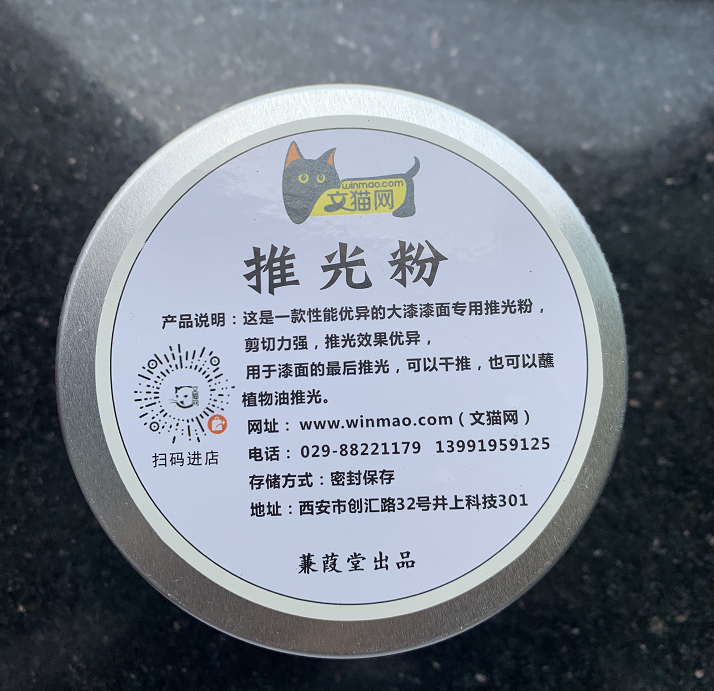 winmao.com
文猫网
推光粉
产品说明：这是一款性能优异的大漆漆面专用推光粉，
剪切力强，推光效果优异，
用于漆面的最后推光，可以干推，也可以蘸
植物油推光。
网址： www.winmao.com（文猫网）
电话： 029-88221179 13991959125
扫码进店
存储方式：密封保存
地址：西安市创汇路32号井上科技301
蒹葭堂出品